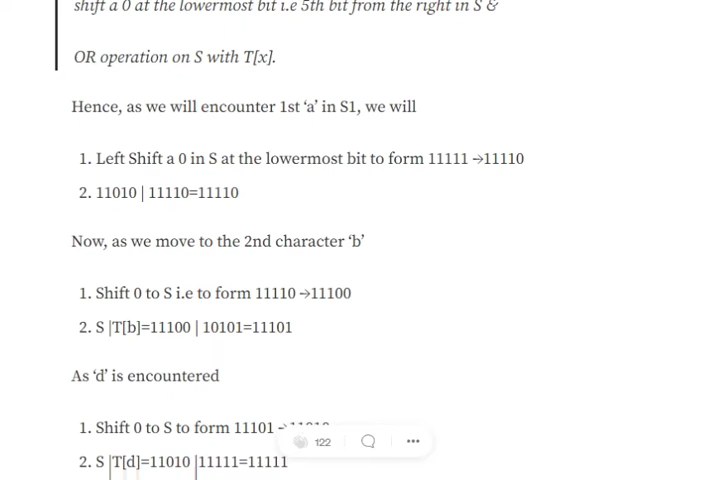 shift a 0 at the lowermost bit i.e 5th bit from the right in S &
OR operation on S with T[x].
Hence, as we will encounter 1st ‘a’ in S1, we will
1. Left Shift a 0 in S at the lowermost bit to form 11111 →11110
2. 11010 | 11110=11110
Now, as we move to the 2nd character ‘b’
1. Shift 0 to S i.e to form 11110 →11100
2. S |T[b]=11100 | 10101=11101
As ‘d’ is encountered
1. Shift 0 to S to form 11101
122
2. S |T[d]=11010 |11111=11111